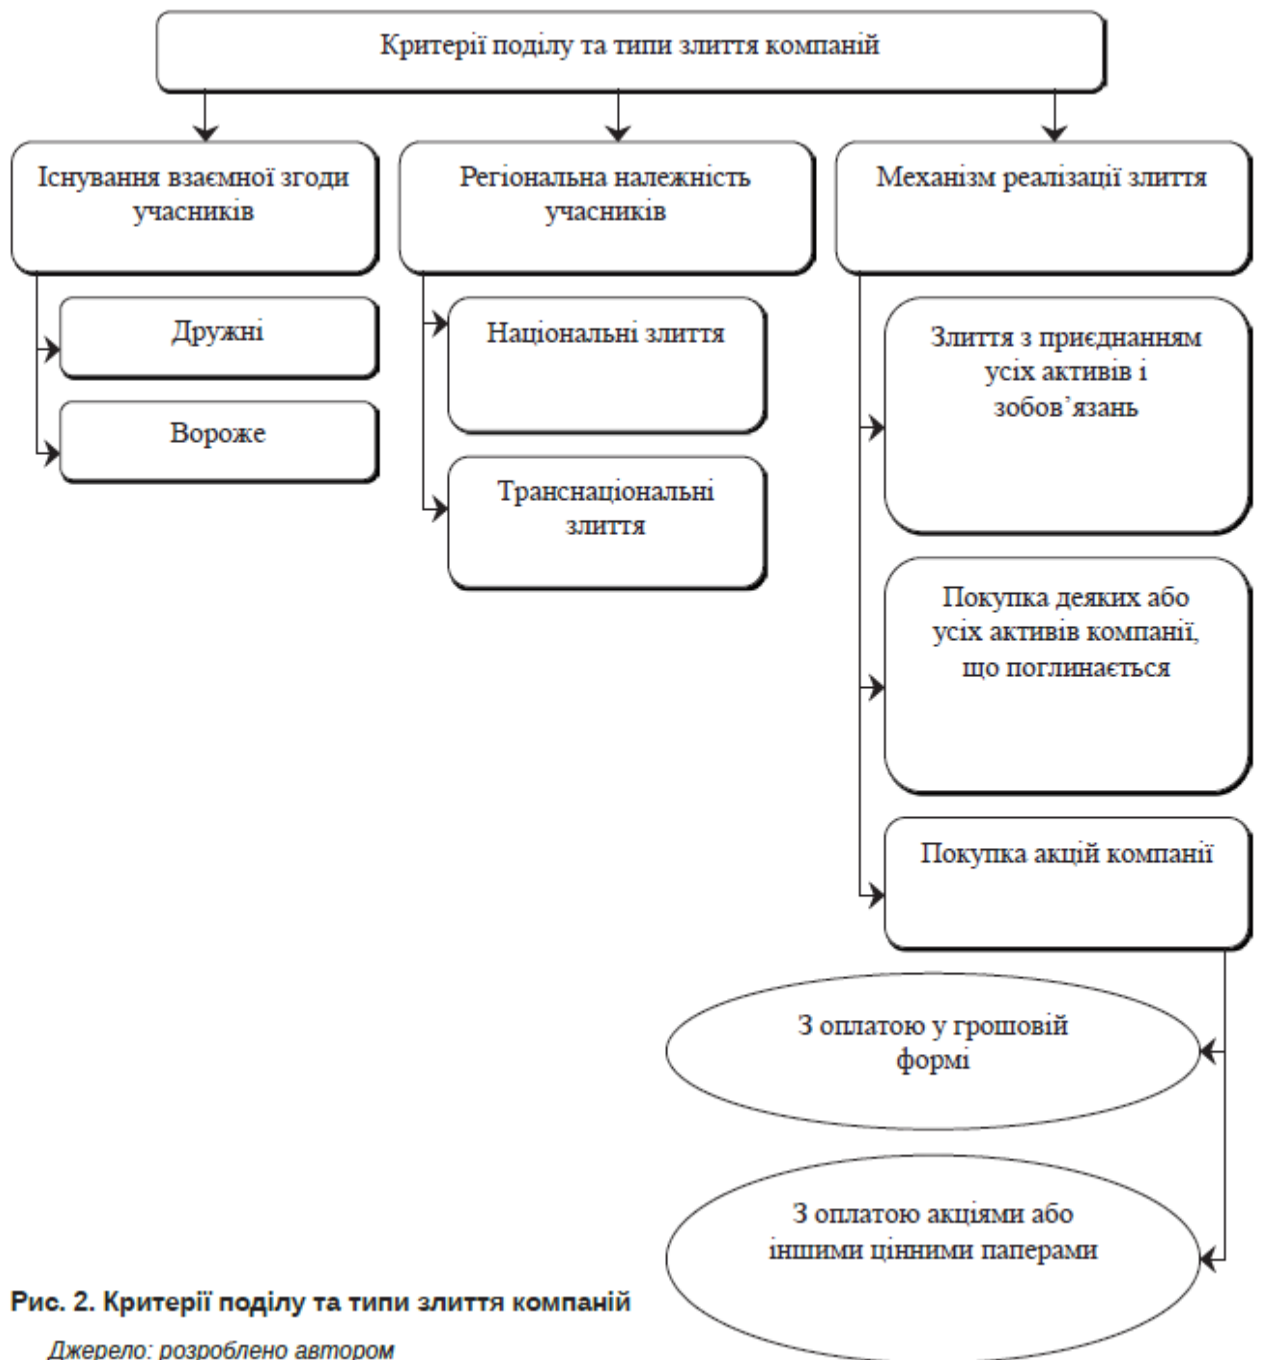 Критерії поділу та типи злиття компаній
Існування взаємної згоди
учасників
Дружні
Вороже
Регіональна належність
учасників
Національні злиття
Транснаціональні
злиття
Механізм реалізації злиття
Злиття з приєднанням
усіх активів і
зобов’язань
Покупка деяких або
усіх активів компанії,
що поглинається
Покупка акцій компанії
З оплатою у грошовій
формі
З оплатою акціями або
іншими цінними паперами
Рис. 2. Критерії поділу та типи злиття компаній
Джерело: розроблено автором